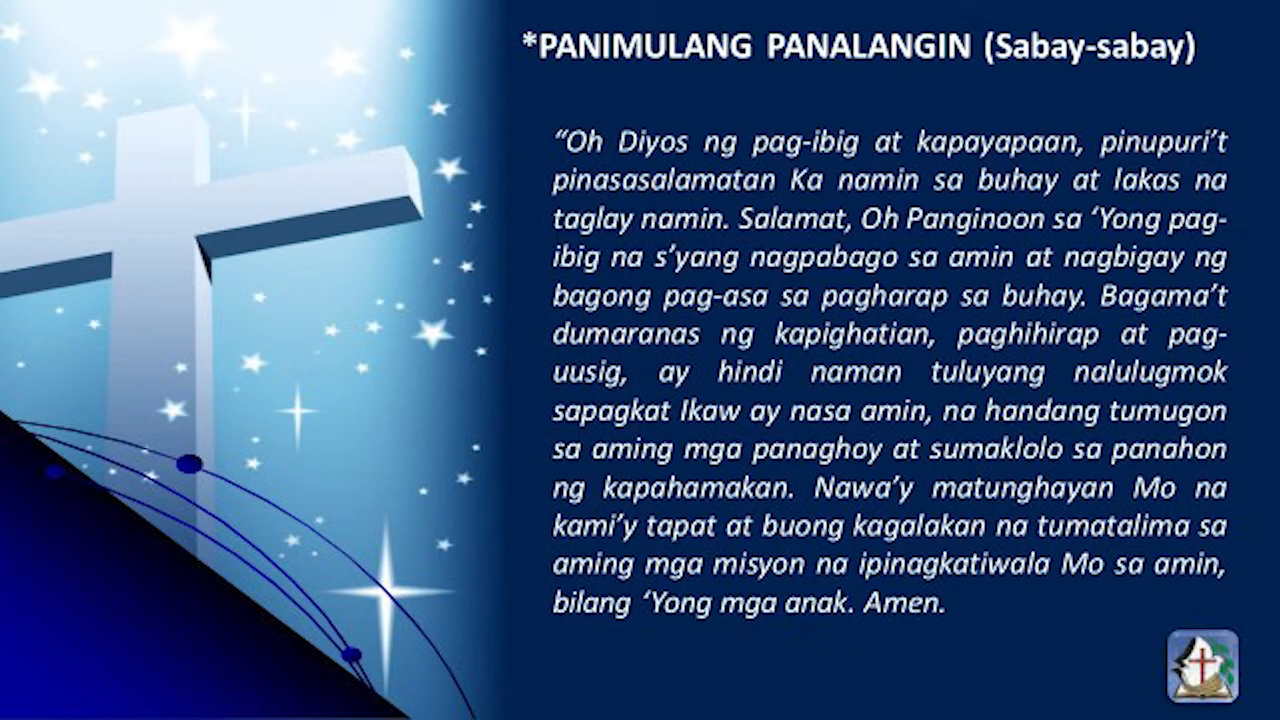 *PANIMULANG PANALANGIN (Sabay-sabay)
“Oh Diyos ng pag-ibig at kapayapaan, pinupuri’t
pinasasalamatan Ka namin sa buhay at lakas na
taglay namin. Salamat, Oh Panginoon sa ‘Yong pag-
ibig na s’yang nagpabago sa amin at nagbigay ng
bagong pag-asa sa pagharap sa buhay. Bagama’t
dumaranas ng kapighatian, paghihirap at pag-
uusig, ay hindi naman tuluyang nalulugmok
sapagkat Ikaw ay nasa amin, na handang tumugon
sa aming mga panaghoy at sumaklolo sa panahon
ng kapahamakan. Nawa’y matunghayan Mo na
kami’y tapat at buong kagalakan na tumatalima sa
aming mga misyon na ipinagkatiwala Mo sa amin,
bilang ‘Yong mga anak. Amen.